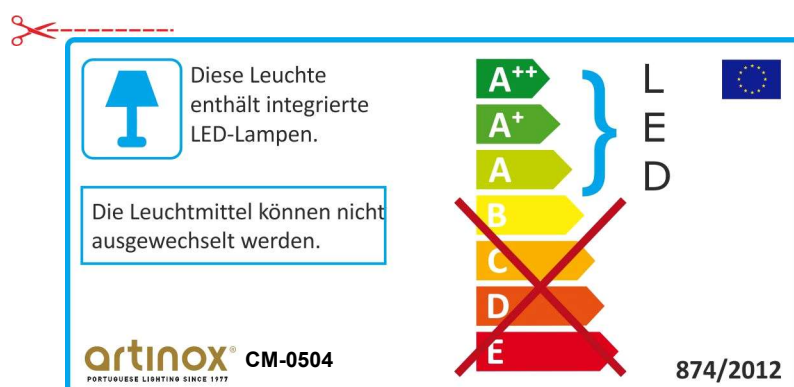 Diese Leuchte
enthält integrierte
LED-Lampen.
Die Leuchtmittel können nicht
ausgewechselt werden.
A++
A+
A
B
C
D
E
L
E
D
artinox® CM-0504
PORTUGUESE LIGHTING SINCE 1977
874/2012